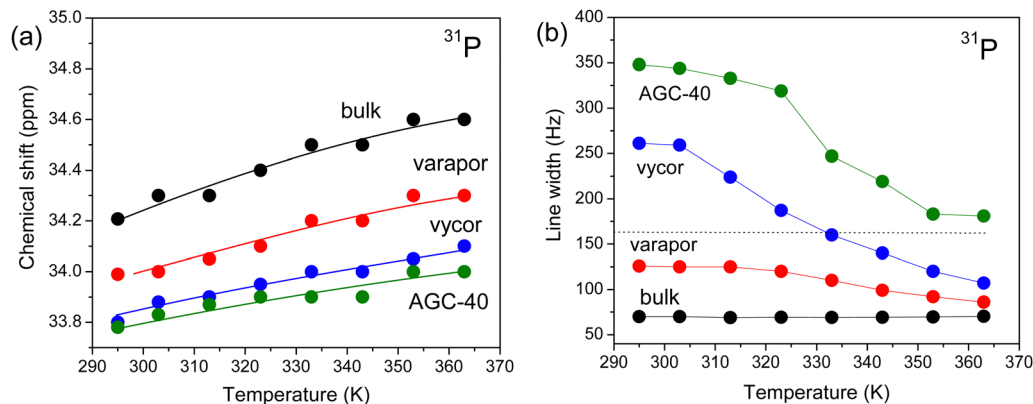 (a)
³¹P
bulk
varapor
vycor
AGC-40
Chemical shift (ppm)
35.0
34.8
34.6
34.4
34.2
34.0
33.8
290 300 310 320 330 340 350 360 370
Temperature (K)
(b)
³¹P
AGC-40
vycor
varapor
bulk
Line width (Hz)
400
350
300
250
200
150
100
50
290 300 310 320 330 340 350 360 370
Temperature (K)